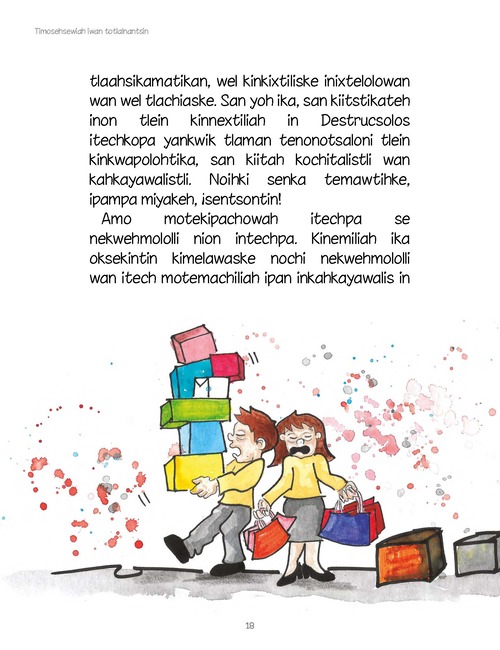 Timosehsewiah iwan totlalnantsin
tlaahsikamatikan, wel kinkixtiliske inixtelolowan
wan wel tlachiaske. San yoh ika, san kiitstikateh
inon tlein kinnextiliah in Destrucsolos
itechkopa yankwik tlaman tenonotsaloni tlein
kinkwapolohtika, san kiitah kochitalistli wan
kahkayawalistli. Noihki senka temawtihke,
ipampa miyakeh, ¡sentsontin!
Amo motekipachowah itechpa se
nekwehmololli nion intechpa. Kinemiliah ika
oksekintin kimelawaske nochi nekwehmololli
wan itech motemachiliah ipan inkahkayawalis in
18